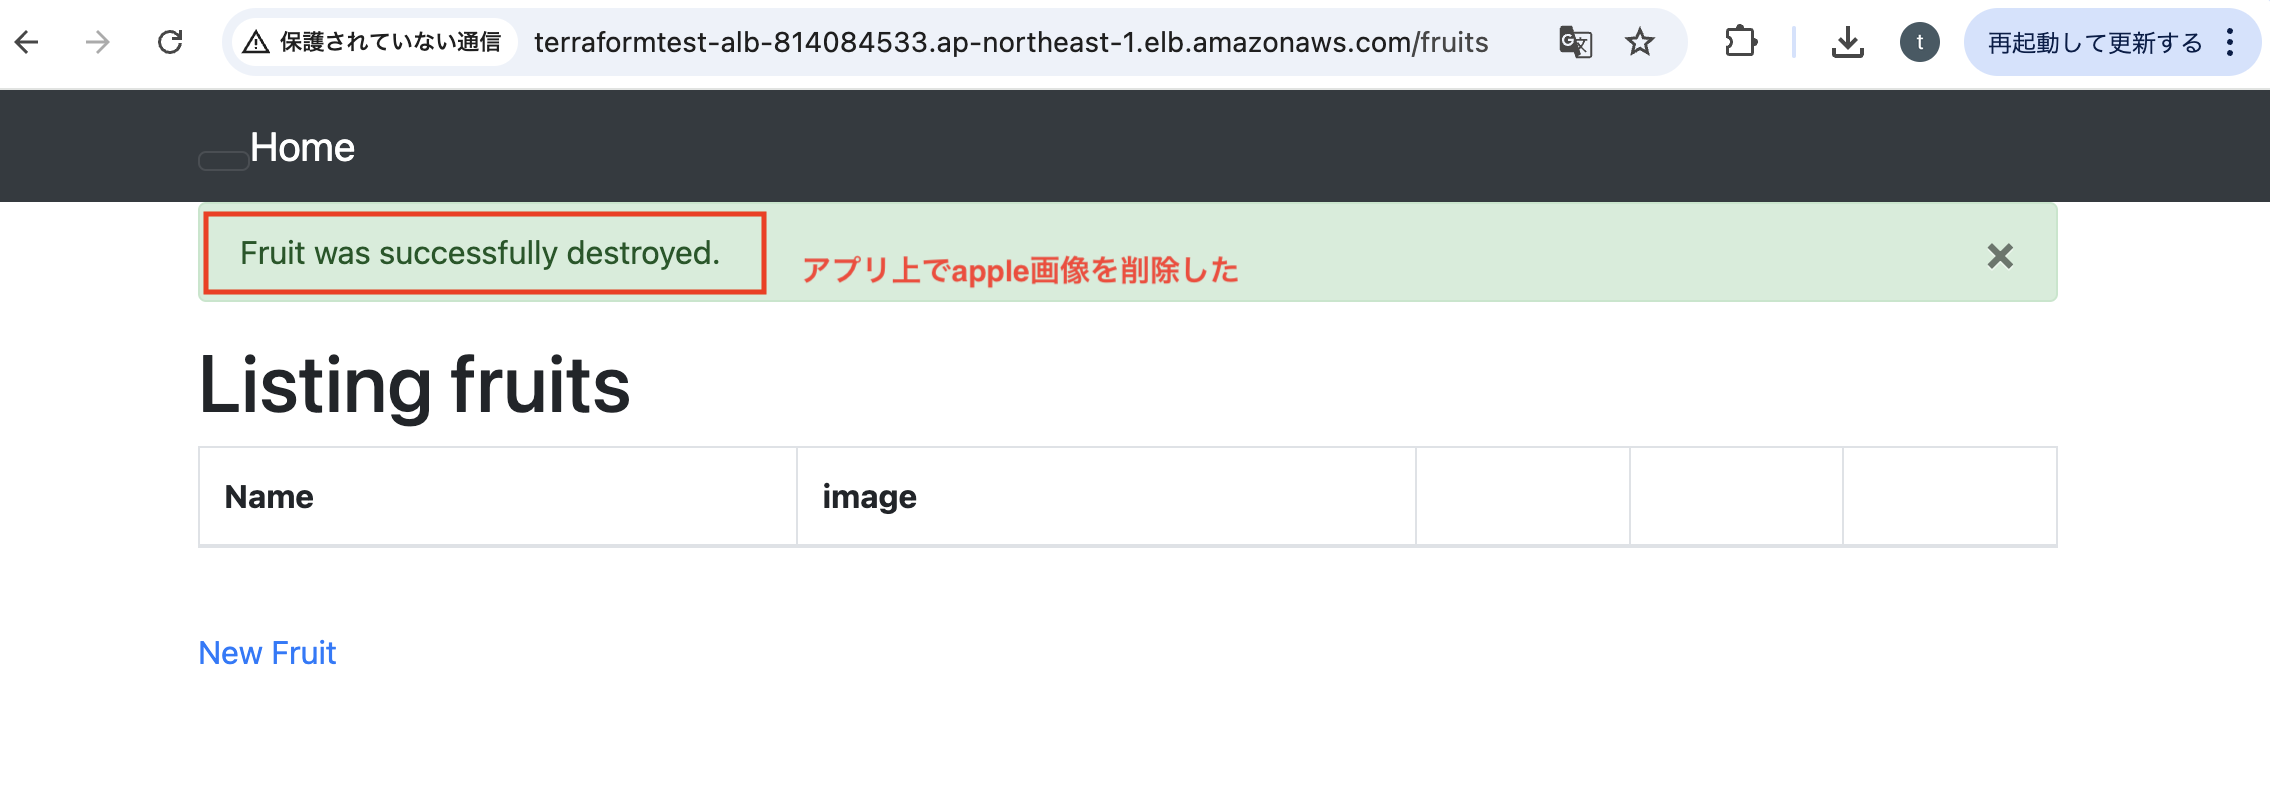 保護されていない通信 terraformtest-alb-814084533.ap-northeast-1.elb.amazonaws.com/fruits t 再起動して更新する
Home
Fruit was successfully destroyed. アプリ上でapple画像を削除した ×
Listing fruits
Name image
New Fruit